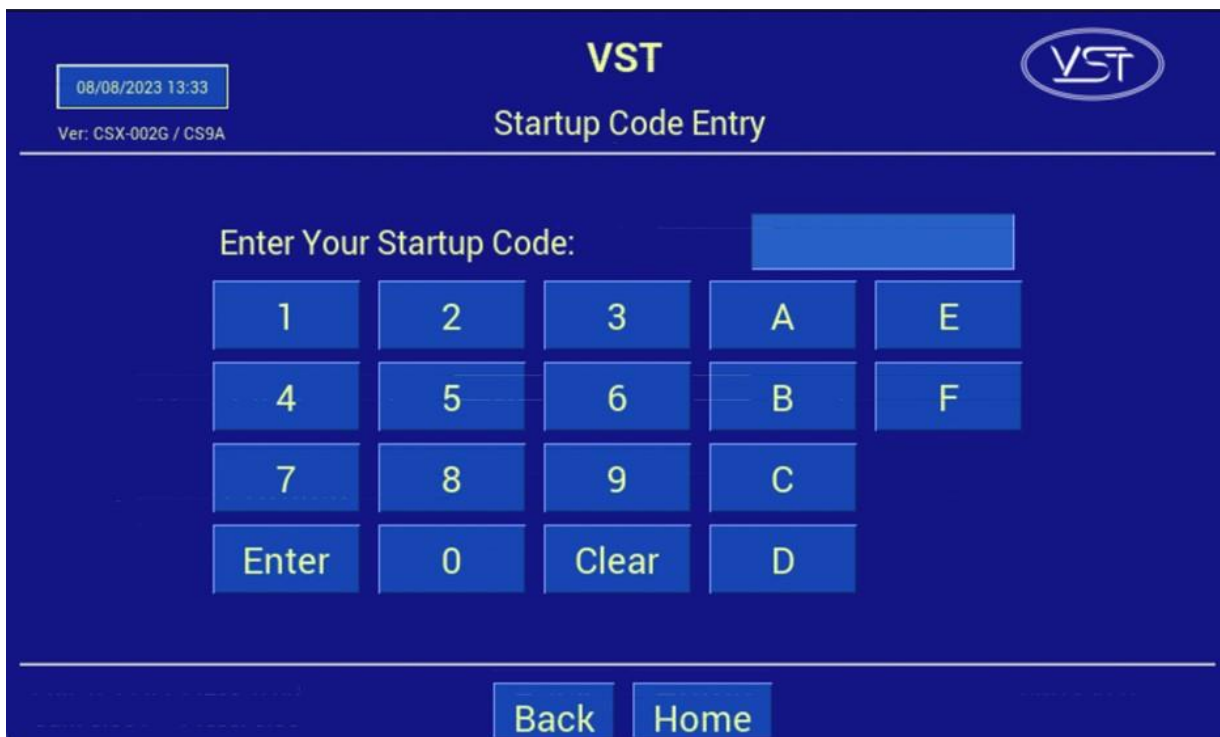 VST
VST
08/08/2023 13:33
Ver: CSX-002G / CS9A
Startup Code Entry
Enter Your Startup Code:
1 2 3 A E
4 5 6 B F
7 8 9 C
Enter 0 Clear D
Back Home